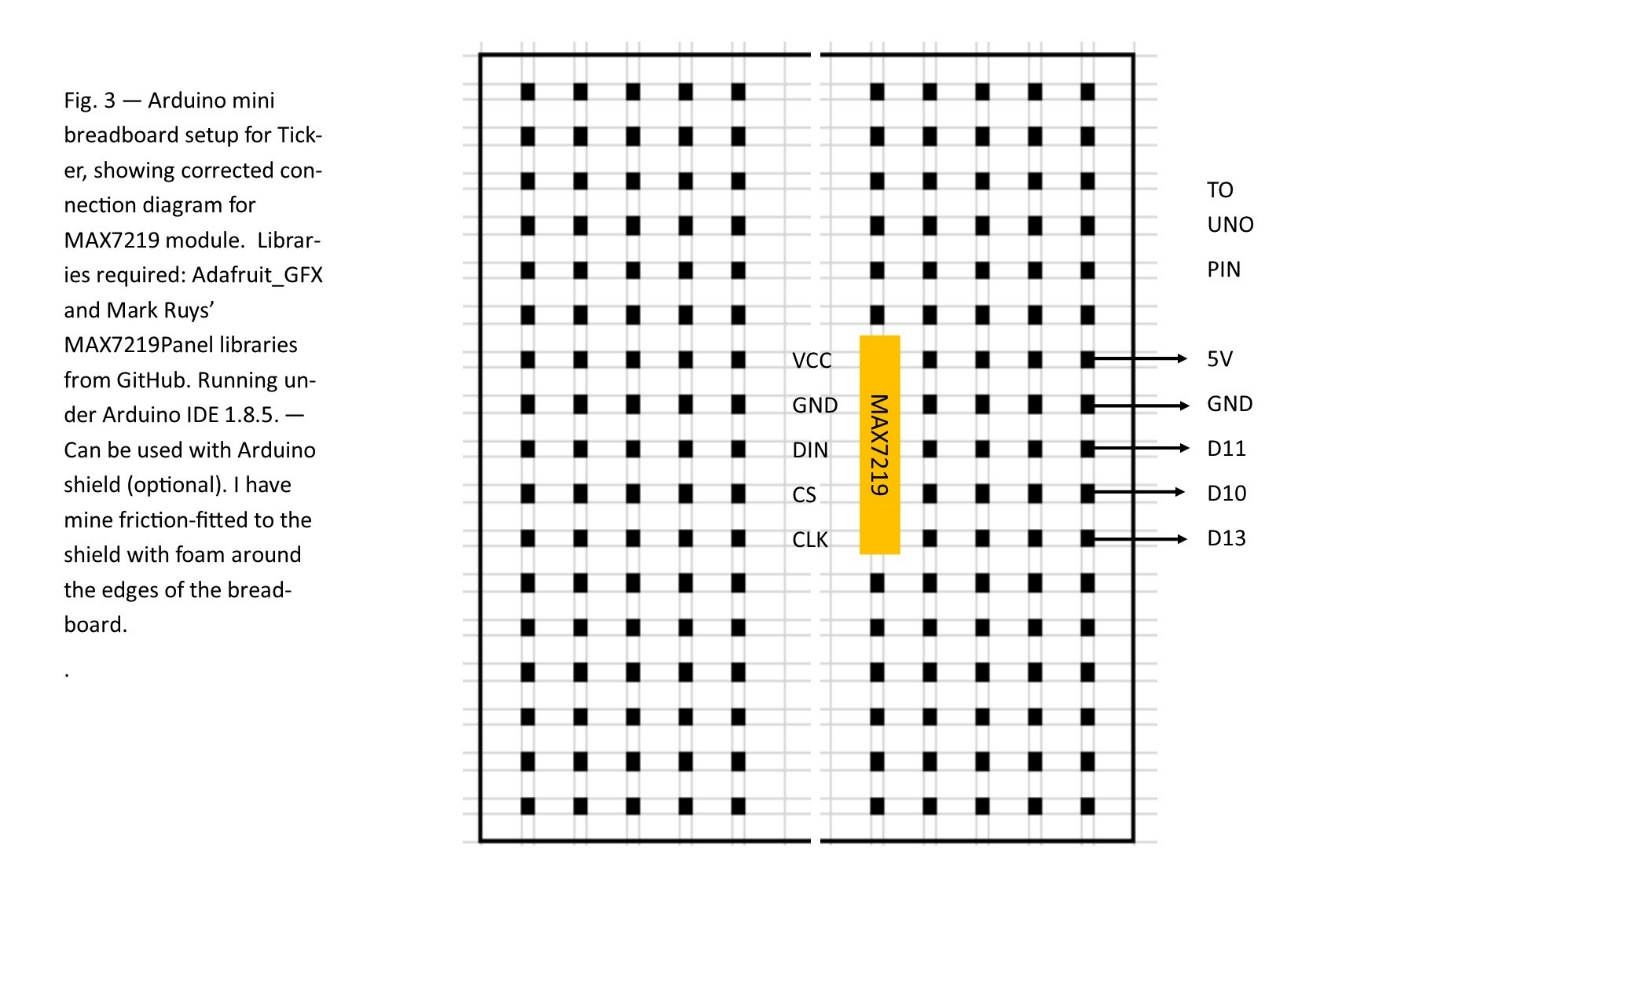 Fig. 3 — Arduino mini
breadboard setup for Tick-
er, showing corrected con-
nection diagram for
MAX7219 module.  Librar-
ies required: Adafruit_GFX
and Mark Ruys’
MAX7219Panel libraries
from GitHub. Running un-
der Arduino IDE 1.8.5. —
Can be used with Arduino
shield (optional). I have
mine friction-fitted to the
shield with foam around
the edges of the bread-
board.
.
TO
UNO
PIN
VCC
GND
DIN
CS
CLK
MAX7219
5V
GND
D11
D10
D13